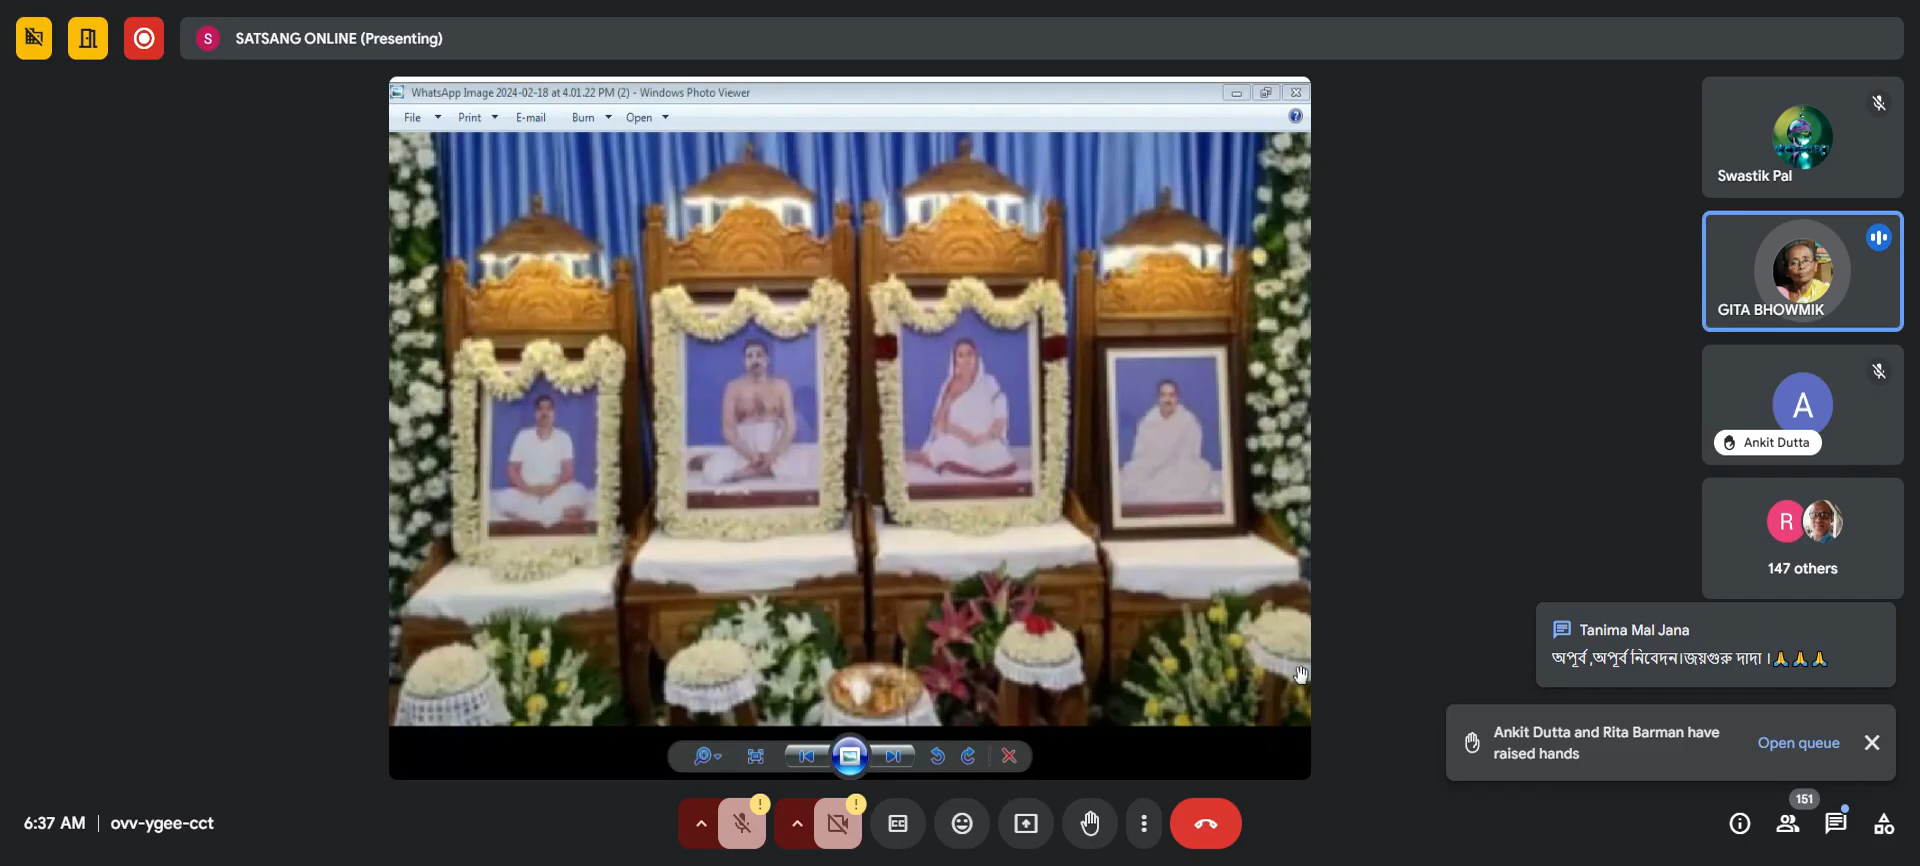 S SATSANG ONLINE (Presenting)
WhatsApp Image 2024-02-18 at 4.01.22 PM (2) - Windows Photo Viewer
File Print E-mail Burn Open
Swastik Pal
GITA BHOWMIK
A
Ankit Dutta
R
147 others
Tanima Mal Jana
অপূর্ব ,অপূর্ব নিবেদন।জয়গুরু দাদা ।🙏🙏🙏
Ankit Dutta and Rita Barman have
raised hands
Open queue
6:37 AM | ovv-ygee-cct
151